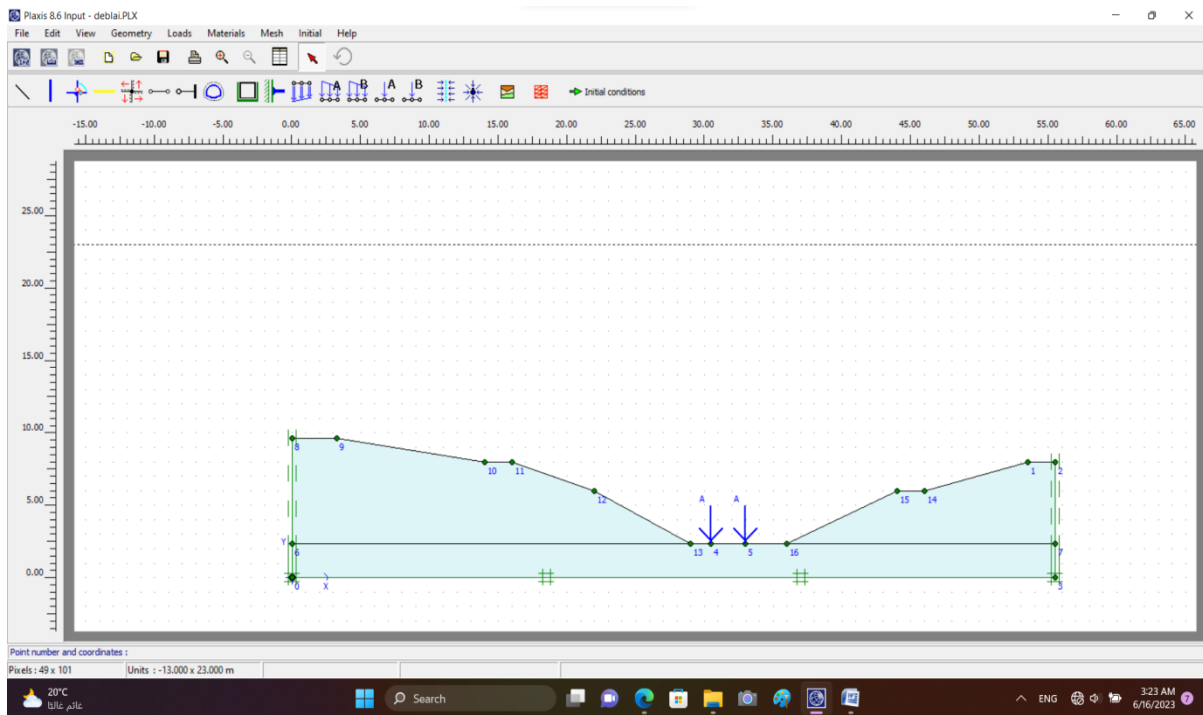 Plaxis 8.6 Input - deblai.PLX
File Edit View Geometry Loads Materials Mesh Initial Help
A B A B Initial conditions
-15.00 -10.00 -5.00 0.00 5.00 10.00 15.00 20.00 25.00 30.00 35.00 40.00 45.00 50.00 55.00 60.00 65.00
25.00
20.00
15.00
10.00
8 9 10 11 1 2
5.00
12 A A 15 14
Y 6 13 4 5 16 7
0.00
0 X 3
Point number and coordinates :
Pixels : 49 x 101 Units : -13.000 x 23.000 m
20°C Search ENG 3:23 AM
غائم غالبًا 6/16/2023 7